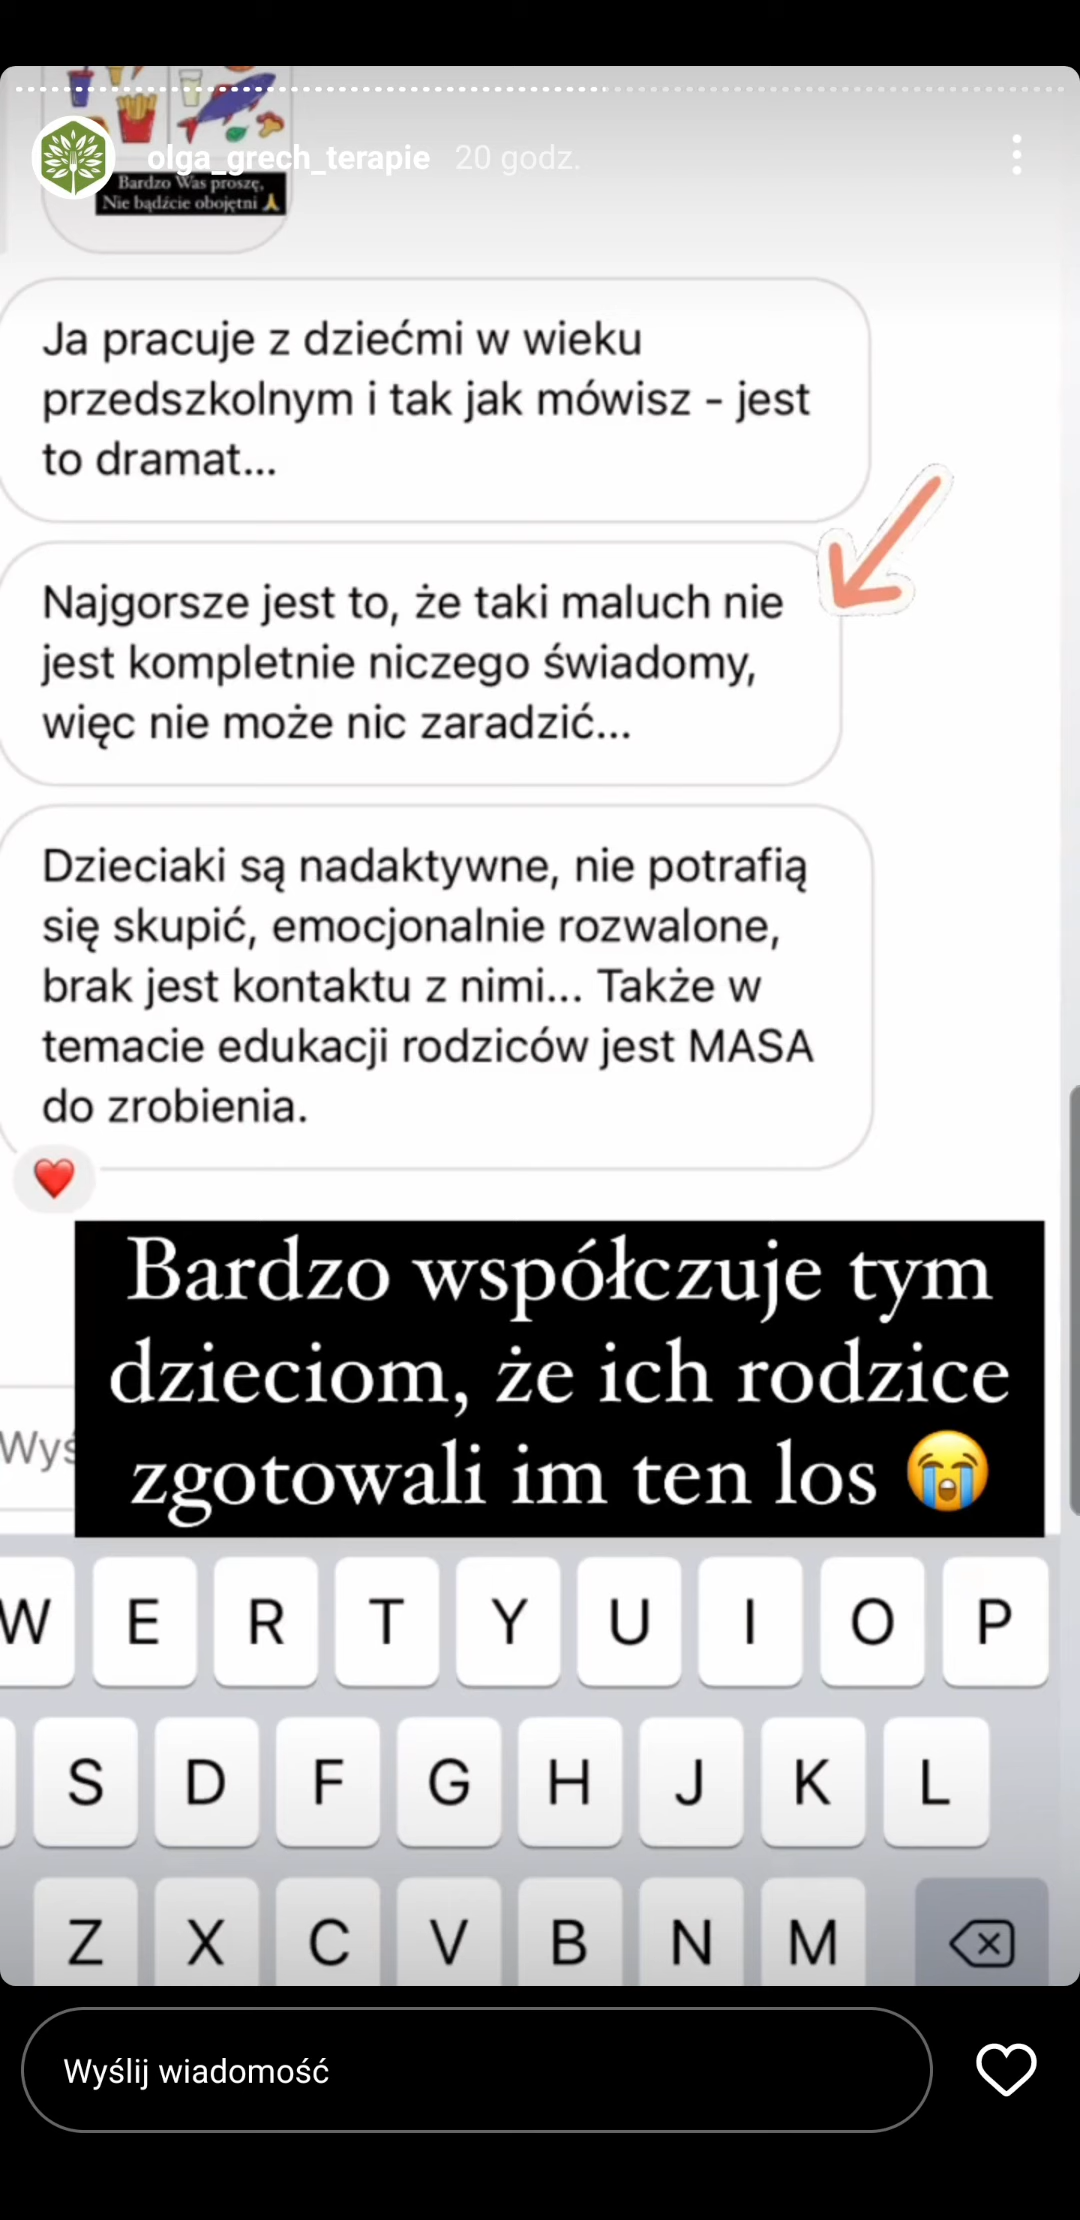 olga_grech_terapie 20 godz.
Bardzo Was proszę,
Nie bądźcie obojętni 🙏
Ja pracuje z dziećmi w wieku
przedszkolnym i tak jak mówisz - jest
to dramat...
Najgorsze jest to, że taki maluch nie
jest kompletnie niczego świadomy,
więc nie może nic zaradzić...
Dzieciaki są nadaktywne, nie potrafią
się skupić, emocjonalnie rozwalone,
brak jest kontaktu z nimi... Także w
temacie edukacji rodziców jest MASA
do zrobienia.
❤️
Bardzo współczuje tym
dzieciom, że ich rodzice
zgotowali im ten los 😭
Wyś
W E R T Y U I O P
S D F G H J K L
Z X C V B N M
Wyślij wiadomość